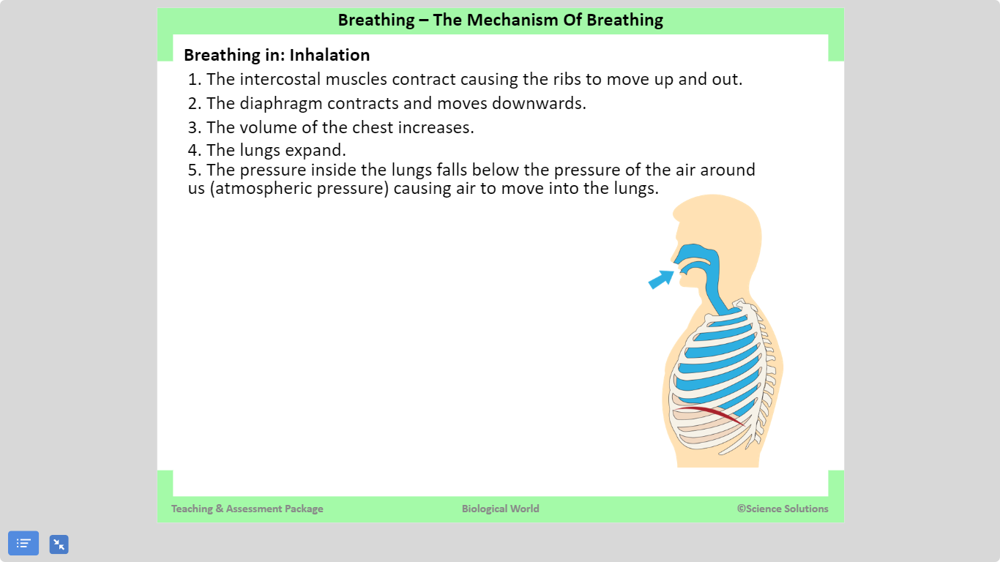 Breathing – The Mechanism Of Breathing
Breathing in: Inhalation
1. The intercostal muscles contract causing the ribs to move up and out.
2. The diaphragm contracts and moves downwards.
3. The volume of the chest increases.
4. The lungs expand.
5. The pressure inside the lungs falls below the pressure of the air around
us (atmospheric pressure) causing air to move into the lungs.
Teaching & Assessment Package
Biological World
©Science Solutions